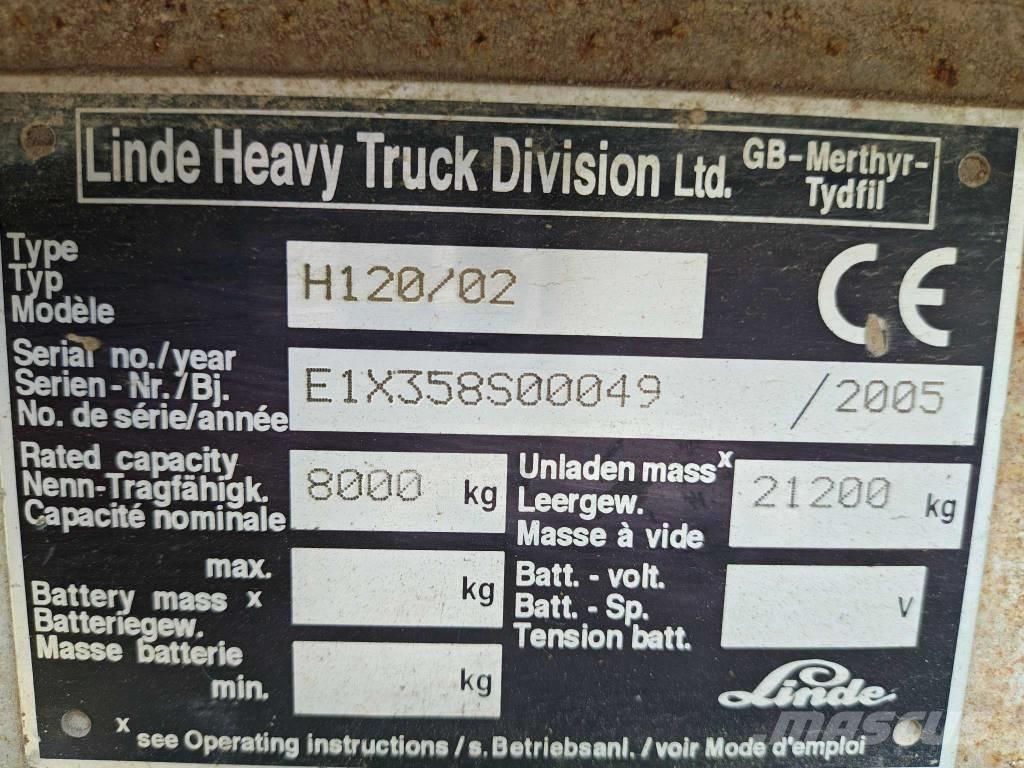 Linde Heavy Truck Division Ltd. GB-Merthyr-
Tydfil
Type
Typ
Modèle
H120/02
CE
Serial no./year
Serien-Nr./Bj.
No. de série/année
E1X358S00049 /2005
Rated capacity
Nenn-Tragfähigk.
Capacité nominale
8000 kg
Unladen mass x
Leergew.
Masse à vide
21200 kg
max.
Battery mass x
Batteriegew.
Masse batterie
min.
kg
kg
Batt. - volt.
Batt. - Sp.
Tension batt.
V
Linde
x see Operating instructions / s. Betriebsanl. / voir Mode d'emploi
MASCUS